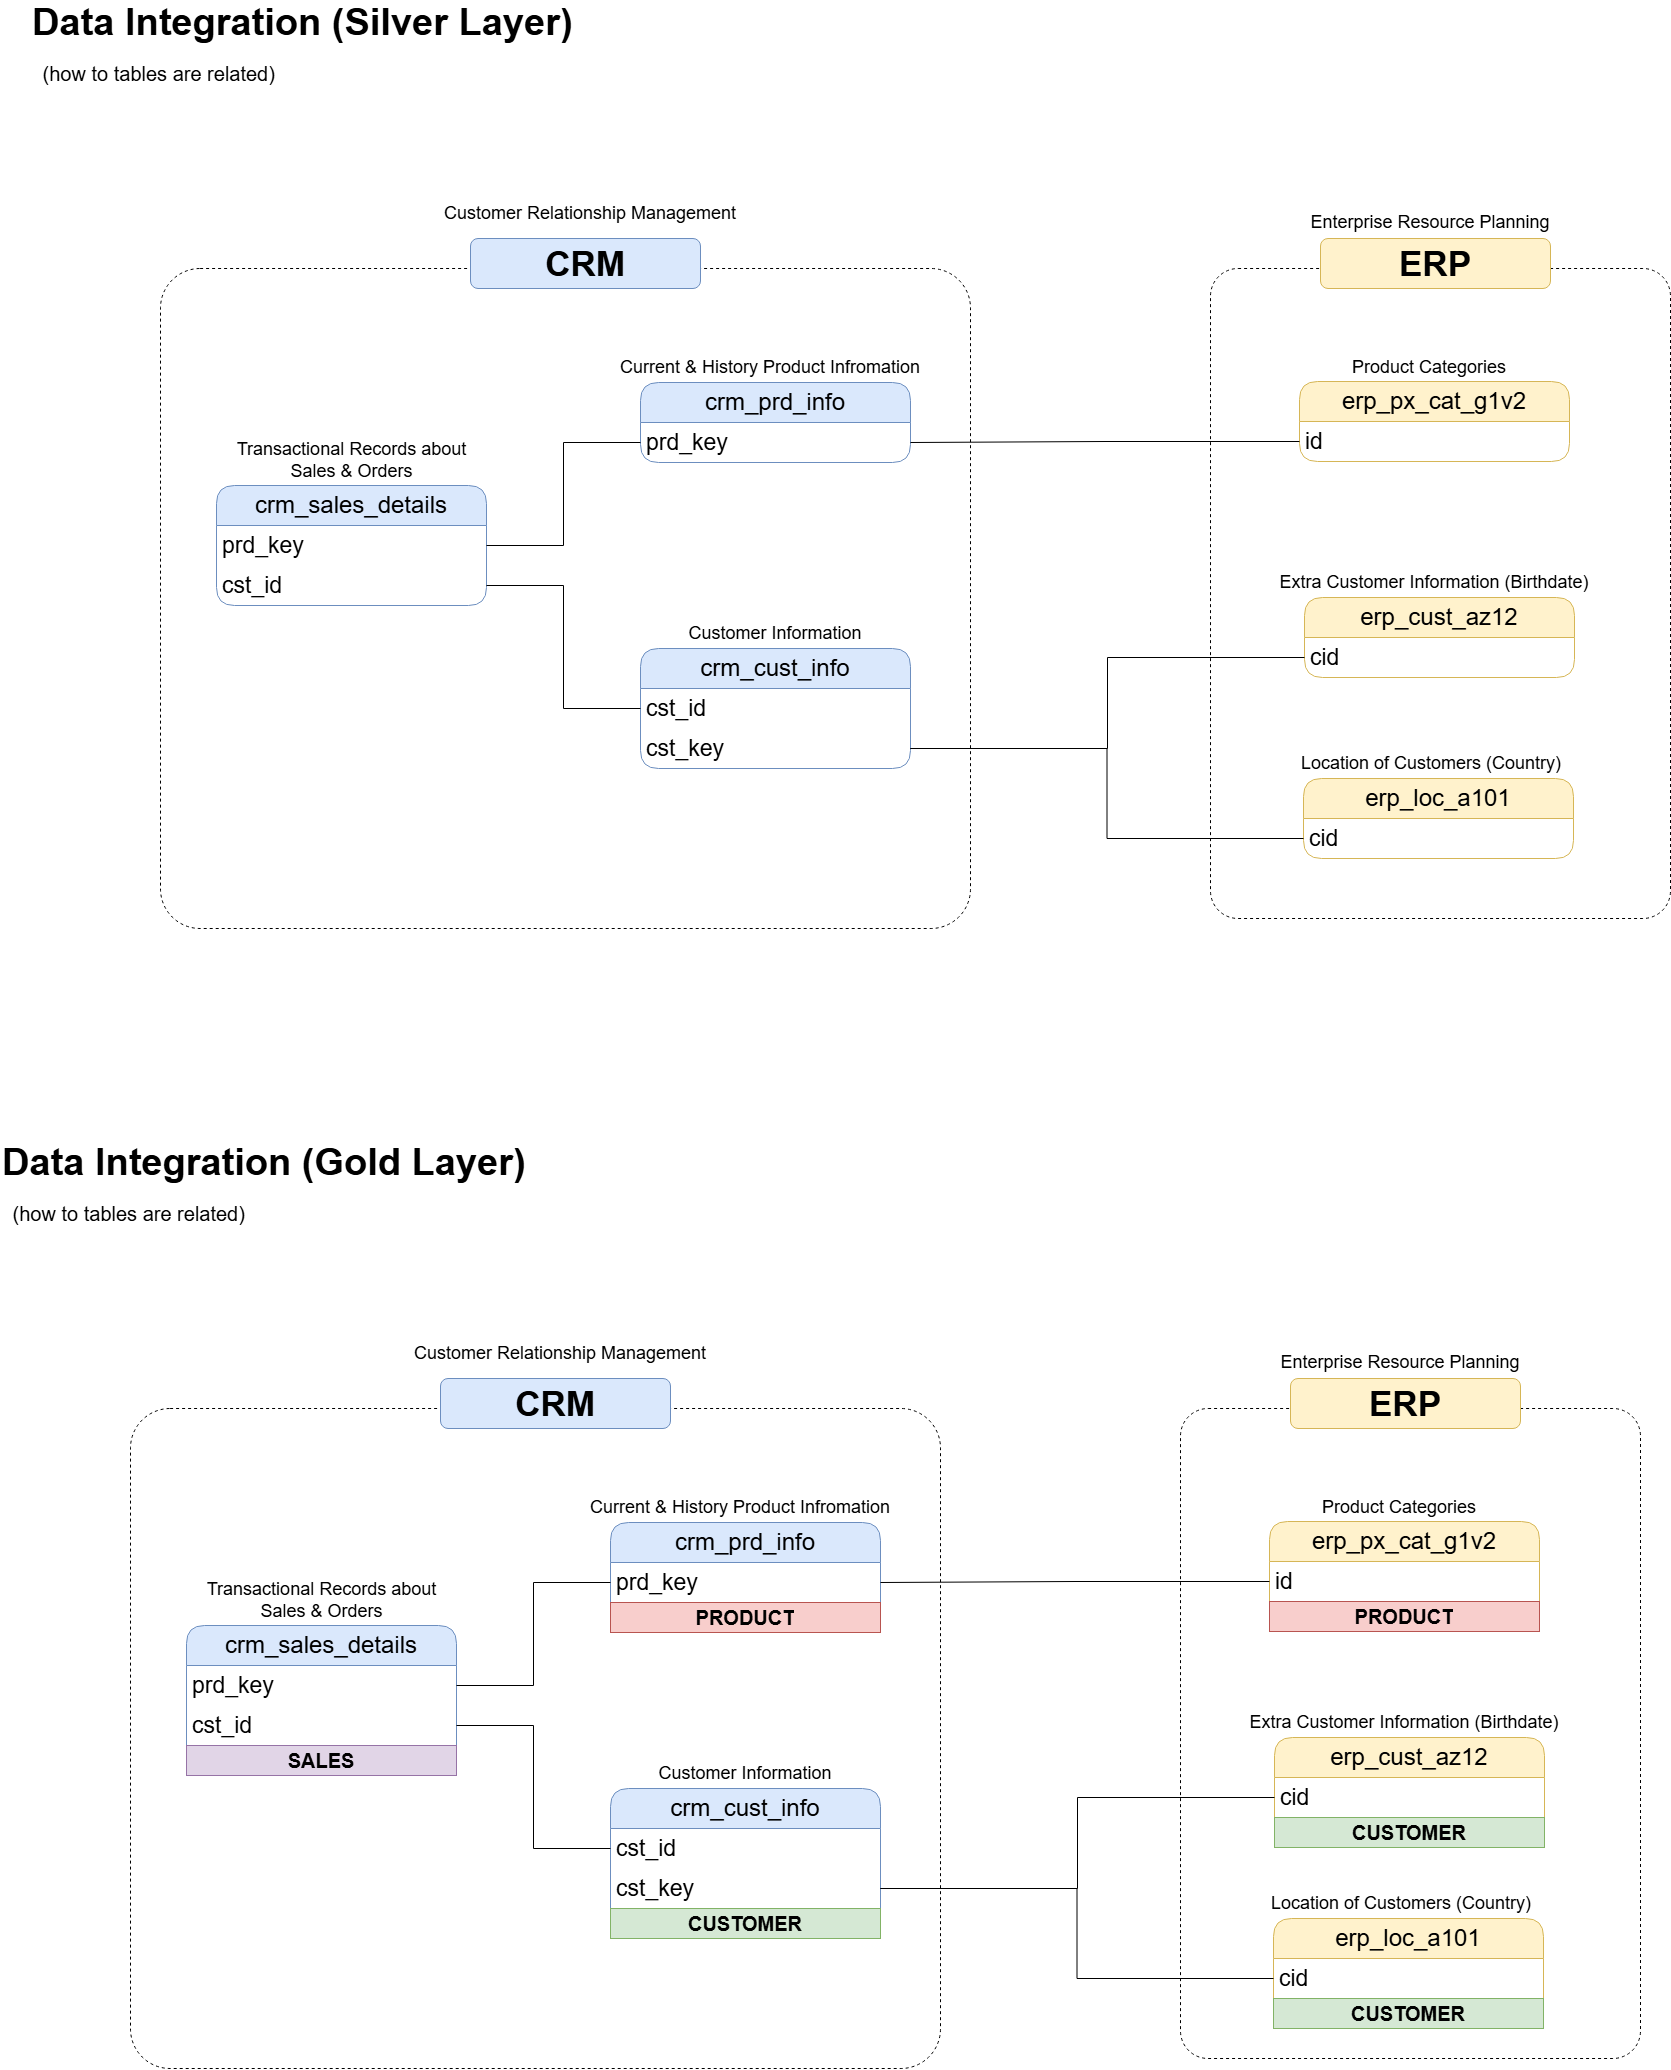 Data Integration (Silver Layer)
(how to tables are related)
Customer Relationship Management
CRM
Enterprise Resource Planning
ERP
Current & History Product Infromation
crm_prd_info
prd_key
Product Categories
erp_px_cat_g1v2
id
Transactional Records about
Sales & Orders
crm_sales_details
prd_key
cst_id
Extra Customer Information (Birthdate)
erp_cust_az12
cid
Customer Information
crm_cust_info
cst_id
cst_key
Location of Customers (Country)
erp_loc_a101
cid
Data Integration (Gold Layer)
(how to tables are related)
Customer Relationship Management
CRM
Enterprise Resource Planning
ERP
Current & History Product Infromation
crm_prd_info
prd_key
PRODUCT
Product Categories
erp_px_cat_g1v2
id
PRODUCT
Transactional Records about
Sales & Orders
crm_sales_details
prd_key
cst_id
SALES
Extra Customer Information (Birthdate)
erp_cust_az12
cid
CUSTOMER
Customer Information
crm_cust_info
cst_id
cst_key
CUSTOMER
Location of Customers (Country)
erp_loc_a101
cid
CUSTOMER